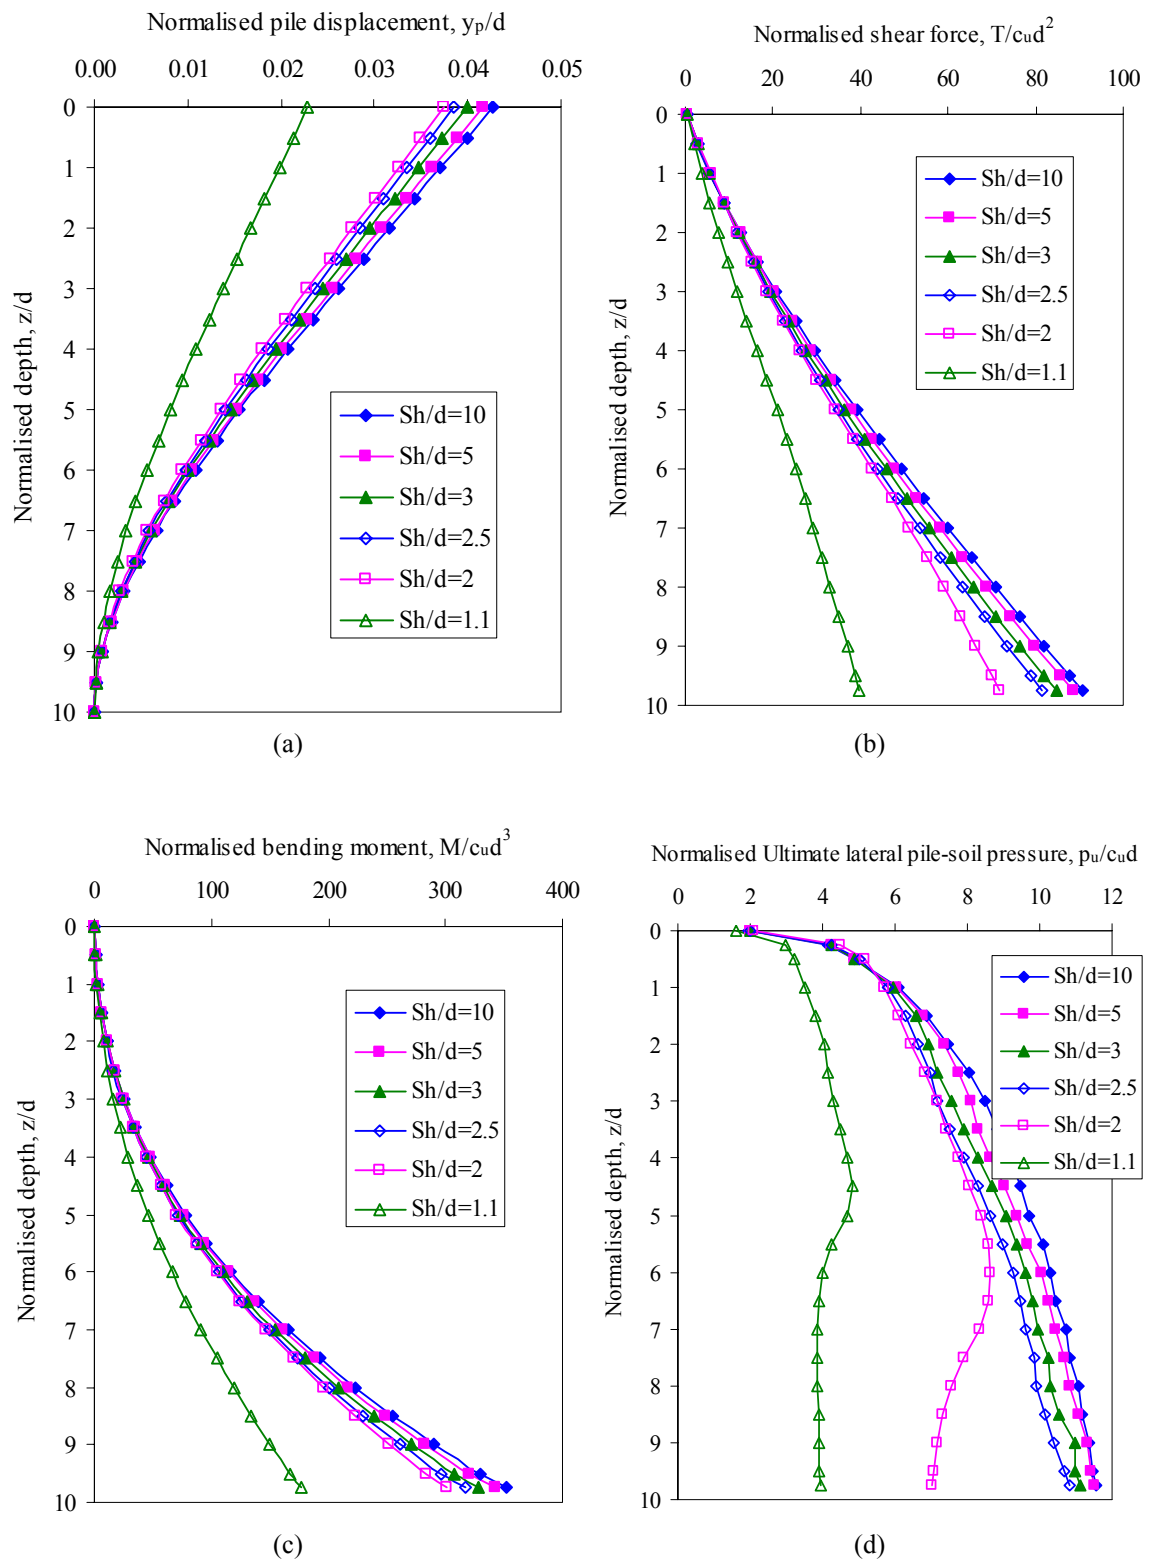 Normalised pile displacement, yp/d
0.00 0.01 0.02 0.03 0.04 0.05
0
1
2
3
4
5
6
7
8
9
10
Normalised depth, z/d
Sh/d=10
Sh/d=5
Sh/d=3
Sh/d=2.5
Sh/d=2
Sh/d=1.1
(a)
Normalised shear force, T/cud²
0 20 40 60 80 100
0
1
2
3
4
5
6
7
8
9
10
Normalised depth, z/d
Sh/d=10
Sh/d=5
Sh/d=3
Sh/d=2.5
Sh/d=2
Sh/d=1.1
(b)
Normalised bending moment, M/cud³
0 100 200 300 400
0
1
2
3
4
5
6
7
8
9
10
Normalised depth, z/d
Sh/d=10
Sh/d=5
Sh/d=3
Sh/d=2.5
Sh/d=2
Sh/d=1.1
(c)
Normalised Ultimate lateral pile-soil pressure, pu/cud
0 2 4 6 8 10 12
0
1
2
3
4
5
6
7
8
9
10
Normalised depth, z/d
Sh/d=10
Sh/d=5
Sh/d=3
Sh/d=2.5
Sh/d=2
Sh/d=1.1
(d)